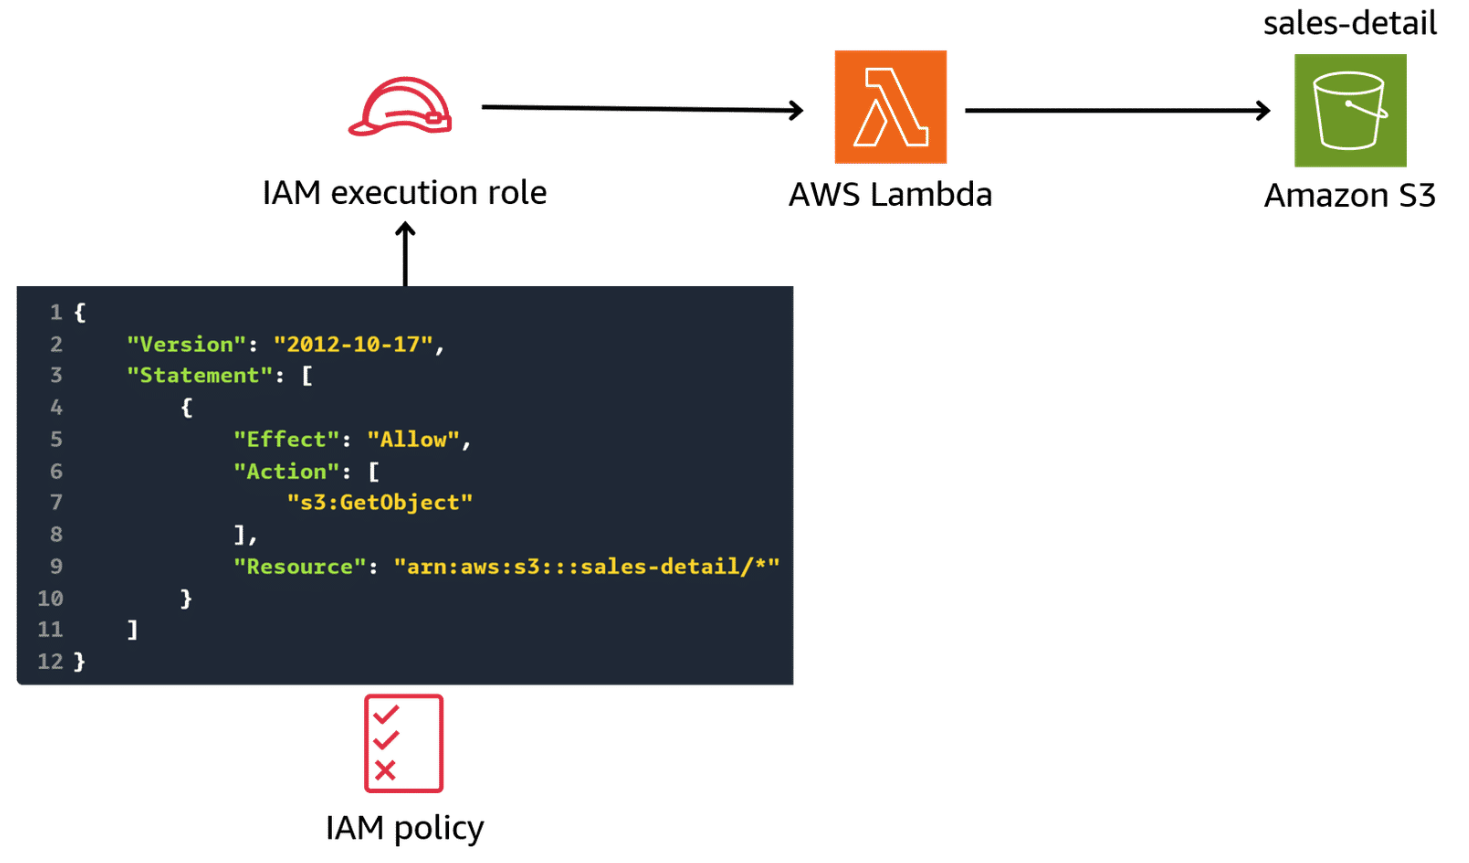 sales-detail
IAM execution role
AWS Lambda
Amazon S3
1 {
2     "Version": "2012-10-17",
3     "Statement": [
4         {
5             "Effect": "Allow",
6             "Action": [
7                 "s3:GetObject"
8             ],
9             "Resource": "arn:aws:s3:::sales-detail/*"
10         }
11     ]
12 }
IAM policy